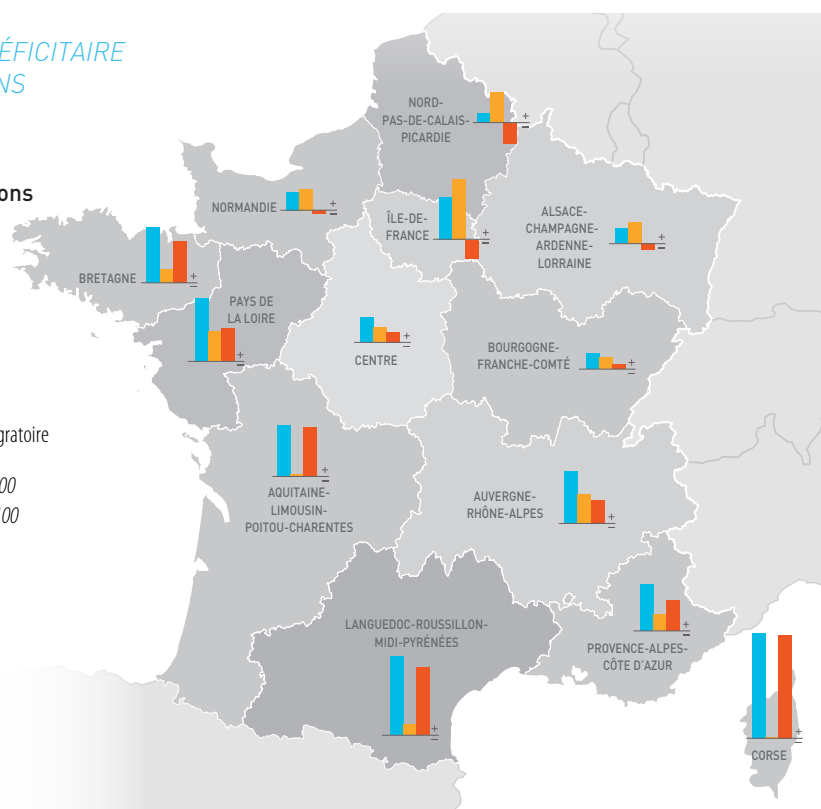 ÉFICITAIRE
NS
ons
gratoire
00
00
NORD-
PAS-DE-CALAIS-
PICARDIE
+
–
NORMANDIE
+
–
ÎLE-DE-
FRANCE
+
–
ALSACE-
CHAMPAGNE-
ARDENNE-
LORRAINE
+
–
BRETAGNE
+
–
PAYS DE
LA LOIRE
+
–
CENTRE
+
–
BOURGOGNE-
FRANCHE-COMTÉ
+
–
AQUITAINE-
LIMOUSIN-
POITOU-CHARENTES
+
–
AUVERGNE-
RHÔNE-ALPES
+
–
LANGUEDOC-ROUSSILLON-
MIDI-PYRÉNÉES
+
–
PROVENCE-ALPES-
CÔTE D'AZUR
+
–
CORSE
+
–